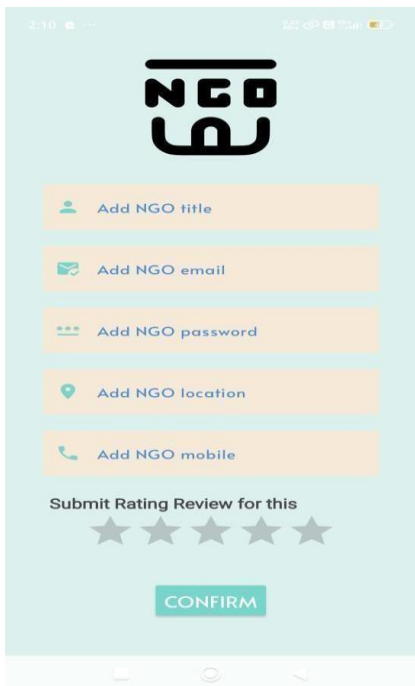 2:10
NGO
Add NGO title
Add NGO email
Add NGO password
Add NGO location
Add NGO mobile
Submit Rating Review for this
CONFIRM